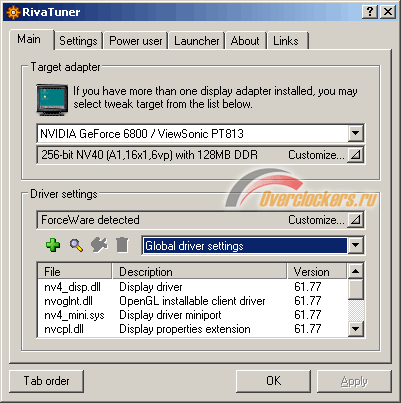 RivaTuner
Main Settings Power user Launcher About Links
Target adapter
If you have more than one display adapter installed, you may
select tweak target from the list below.
NVIDIA GeForce 6800 / ViewSonic PT813
256-bit NV40 (A1,16x1,6vp) with 128MB DDR Customize...
Overclockers.ru
Driver settings
ForceWare detected Customize...
Global driver settings
File Description Version
nv4_disp.dll Display driver 61.77
nvoglnt.dll OpenGL installable client driver 61.77
nv4_mini.sys Display driver miniport 61.77
nvcpl.dll Display properties extension 61.77
Tab order OK Apply